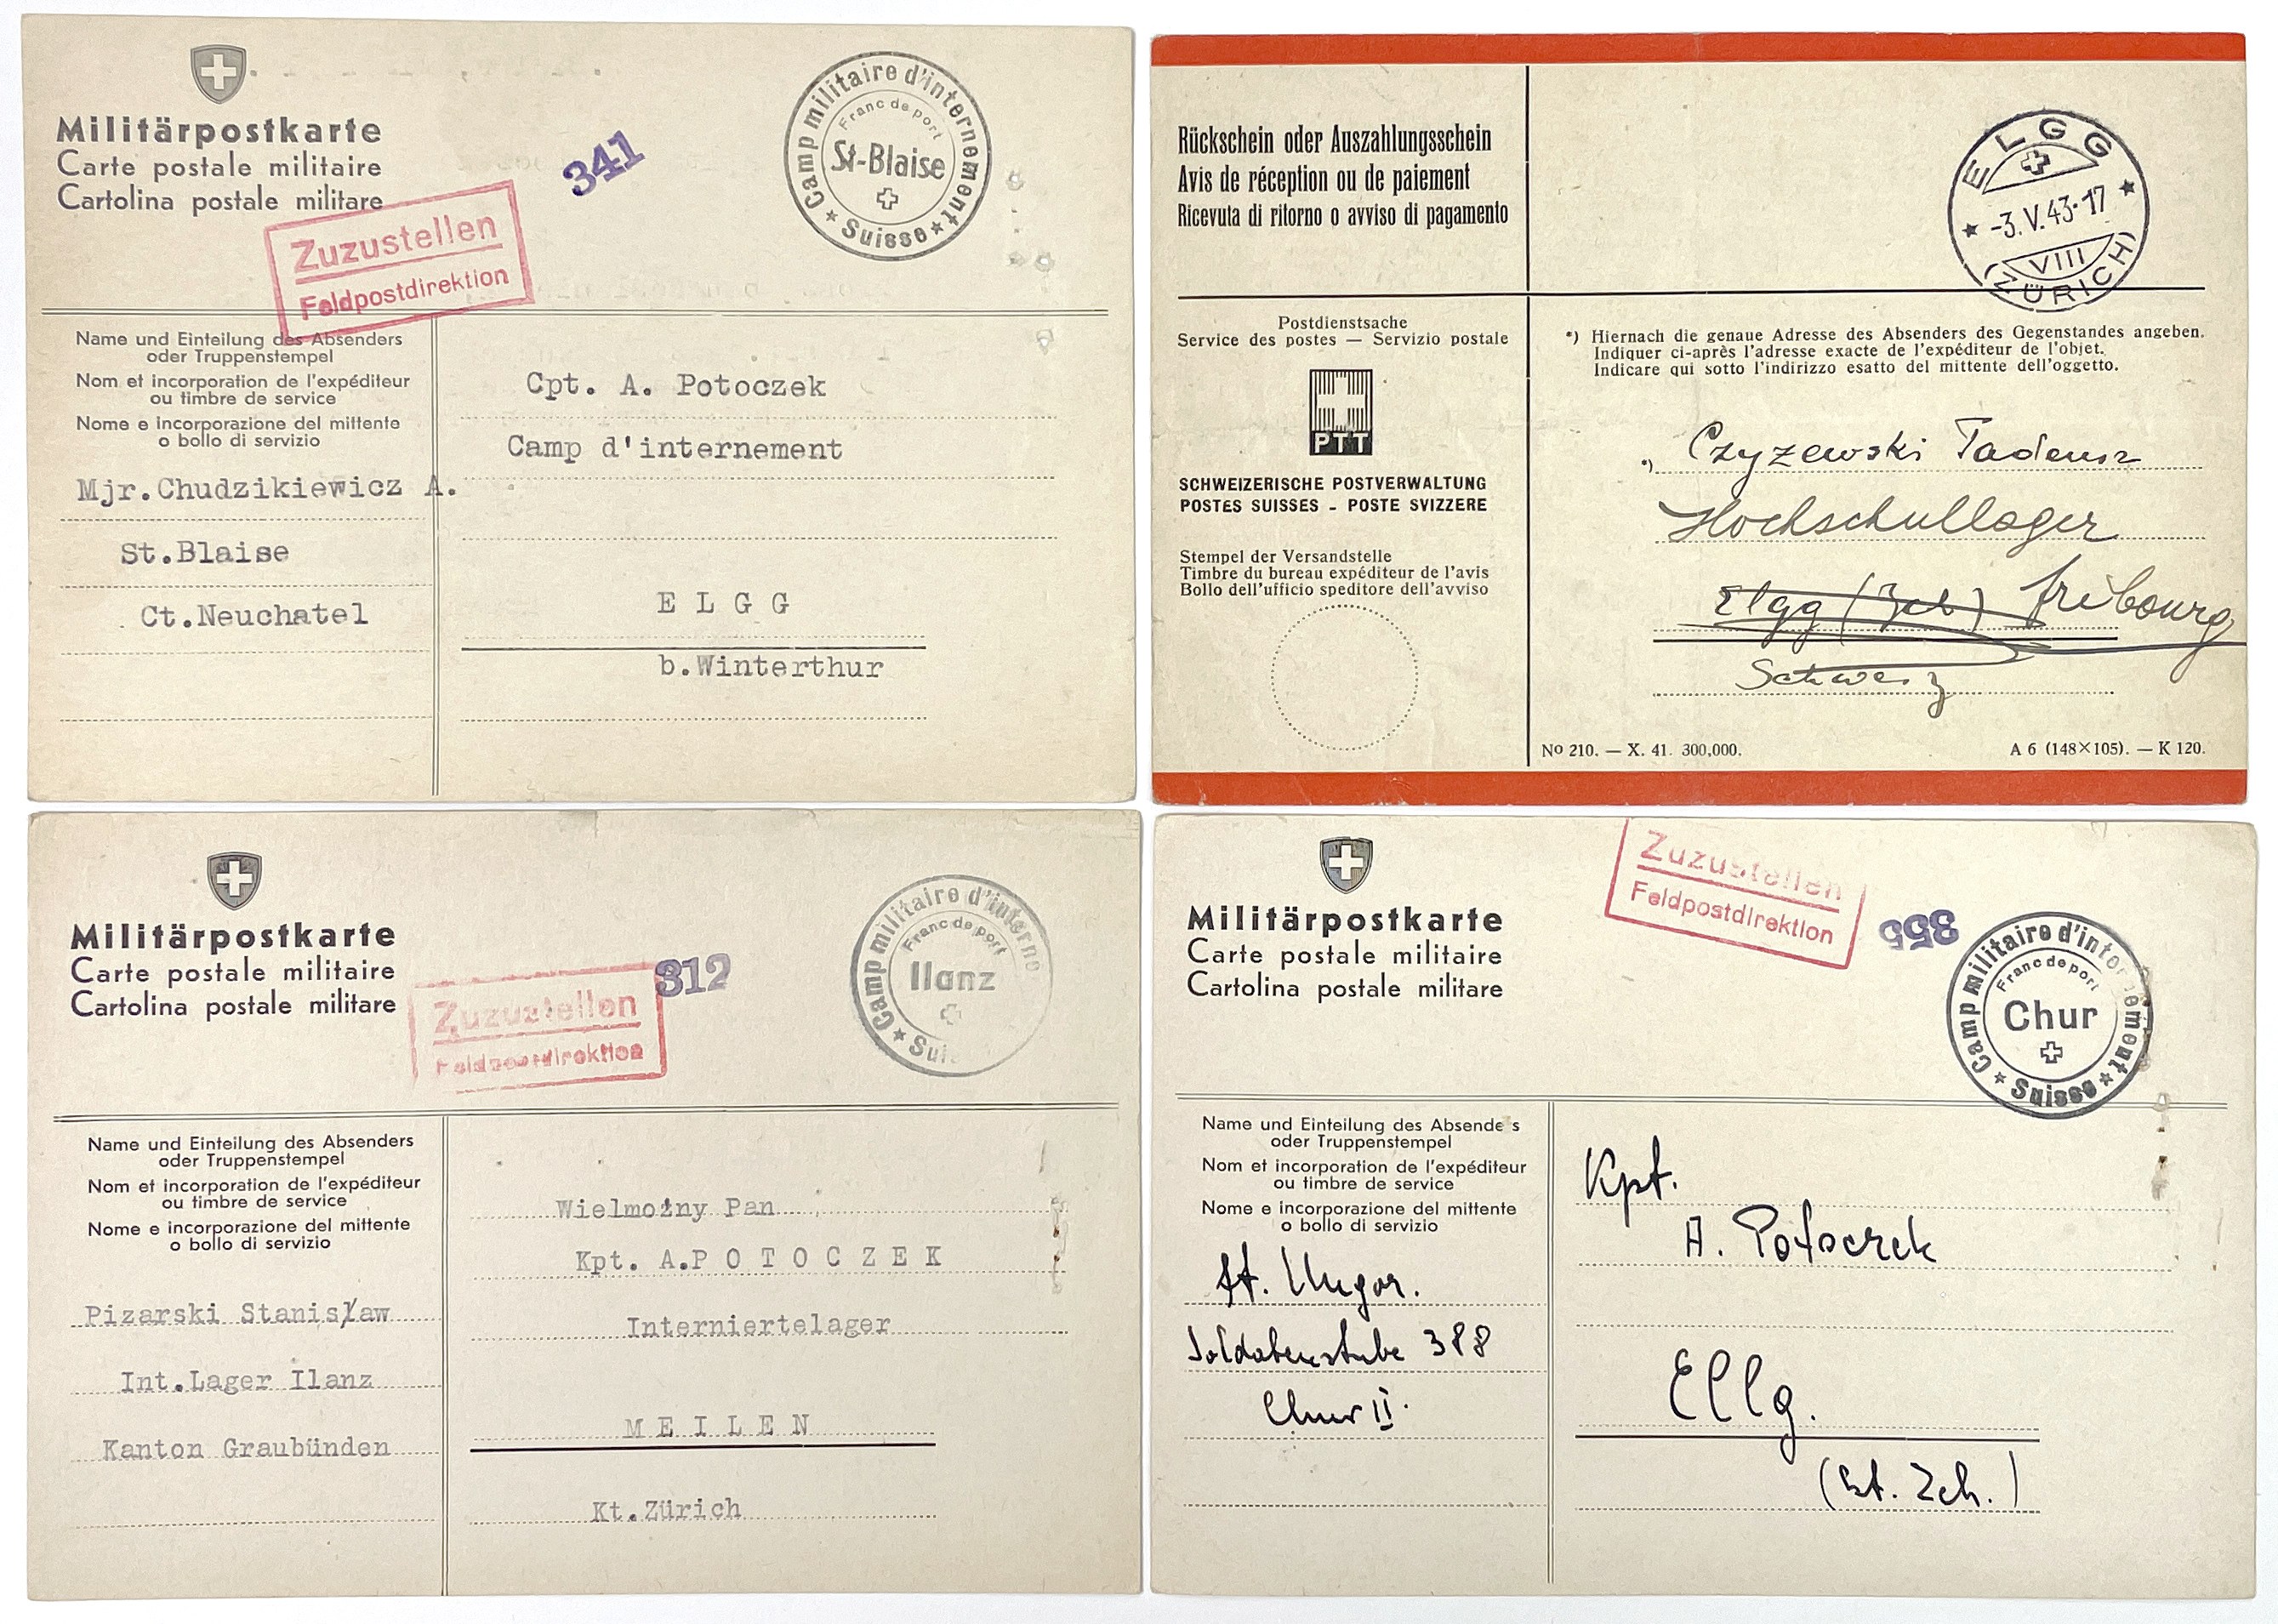 Militärpostkarte
Carte postale militaire
Cartolina postale militare
341
Camp militaire d'internement
Franc de port
St-Blaise
★ Suisse ★
Zuzustellen
Feldpostdirektion
Name und Einteilung des Absenders
oder Truppenstempel
Nom et incorporation de l'expéditeur
ou timbre de service
Nome e Incorporazione del mittente
o bollo di servizio
Mjr.Chudzikiewicz A.
St.Blaise
Ct.Neuchatel
Cpt. A. Potoczek
Camp d'internement
E L G G
b.Winterthur
Rückschein oder Auszahlungsschein
Avis de réception ou de paiement
Ricevuta di ritorno o avviso di pagamento
ELGG
-3.V.43-17
VIII
(ZÜRICH)
Postdienstsache
Service des postes — Servizio postale
PTT
SCHWEIZERISCHE POSTVERWALTUNG
POSTES SUISSES - POSTE SVIZZERE
Stempel der Versandstelle
Timbre du bureau expéditeur de l'avis
Bollo dell'ufficio speditore dell'avviso
*) Hiernach die genaue Adresse des Absenders des Gegenstandes angeben.
Indiquer ci-après l'adresse exacte de l'expéditeur de l'objet.
Indicare qui sotto l'indirizzo esatto del mittente dell'oggetto.
*) Czyzewski Tadeusz
Hochschullager
Elgg (Zch) Fribourg
Schweiz
No 210. — X. 41. 300,000.
A 6 (148×105). — K 120.
Militärpostkarte
Carte postale militaire
Cartolina postale militare
Zuzustellen
Feldpostdirektion
312
Camp militaire d'interne
Franc de port
Ilanz
★ Sui
Name und Einteilung des Absenders
oder Truppenstempel
Nom et incorporation de l'expéditeur
ou timbre de service
Nome e incorporazione del mittente
o bollo di servizio
Pizarski Stanisław
Int.Lager Ilanz
Kanton Graubünden
Wielmożny Pan
Kpt. A.P O T O C Z E K
Interniertelager
M E I L E N
Kt.Zürich
Militärpostkarte
Carte postale militaire
Cartolina postale militare
Zuzustellen
Feldpostdirektion
355
Camp militaire d'internement
Franc de port
Chur
★ Suisse ★
Name und Einteilung des Absenders
oder Truppenstempel
Nom et incorporation de l'expéditeur
ou timbre de service
Nome e incorporazione del mittente
o bollo di servizio
St. Ungar.
Soldatenstube 388
Chur II.
Kpt.
A. Potoczek
Ellg.
(Kt. Zch.)